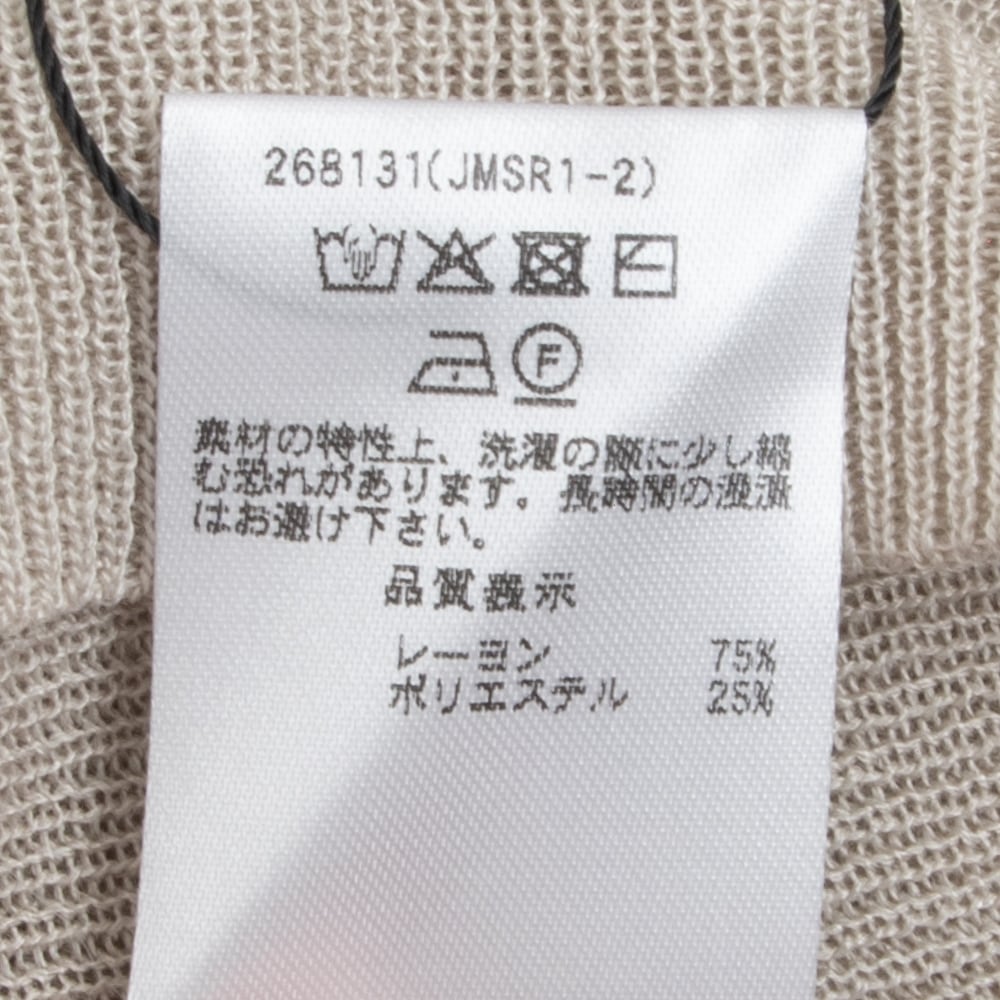 268131(JMSR1-2)
F
素材の特性上、洗濯の際に少し縮
む恐れがあります。長時間の湿潤
はお避け下さい。
品質表示
レーヨン 75%
ポリエステル 25%